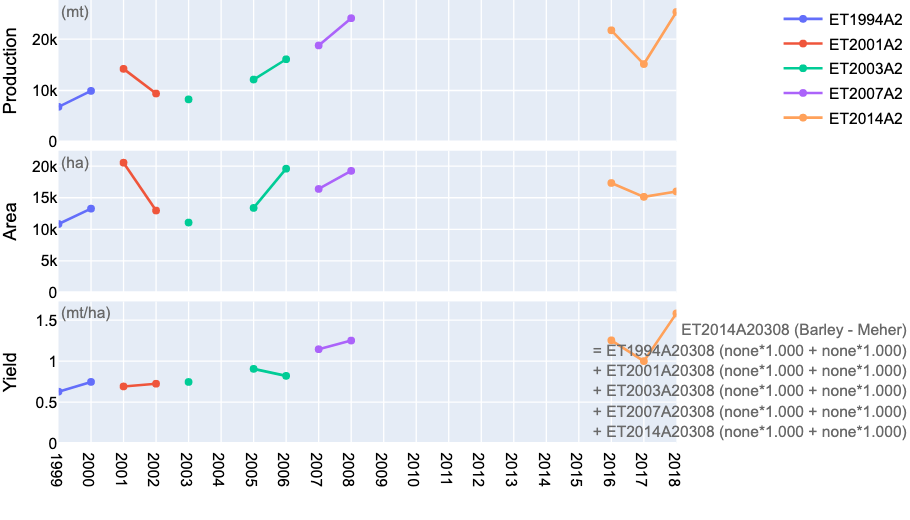 (mt)
Production
20k
10k
0
ET1994A2
ET2001A2
ET2003A2
ET2007A2
ET2014A2
(ha)
Area
20k
15k
10k
5k
0
(mt/ha)
Yield
1.5
1
0.5
0
ET2014A20308 (Barley - Meher)
= ET1994A20308 (none*1.000 + none*1.000)
+ ET2001A20308 (none*1.000 + none*1.000)
+ ET2003A20308 (none*1.000 + none*1.000)
+ ET2007A20308 (none*1.000 + none*1.000)
+ ET2014A20308 (none*1.000 + none*1.000)
1999
2000
2001
2002
2003
2004
2005
2006
2007
2008
2009
2010
2011
2012
2013
2014
2015
2016
2017
2018